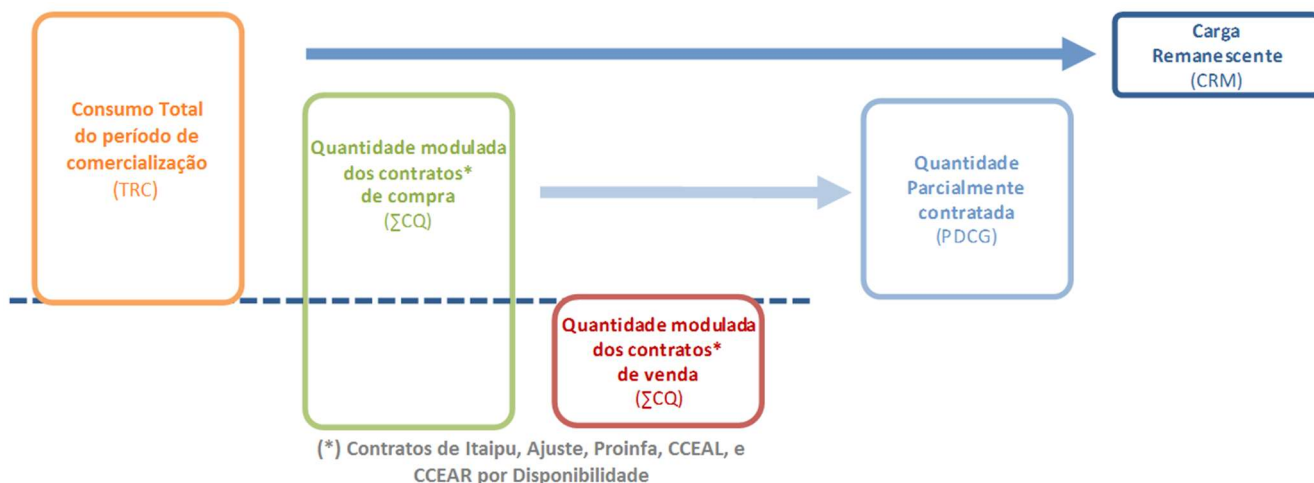 Consumo Total
do período de
comercialização
(TRC)
Quantidade modulada
dos contratos*
de compra
(∑CQ)
Quantidade modulada
dos contratos*
de venda
(∑CQ)
Quantidade
Parcialmente
contratada
(PDCG)
Carga
Remanescente
(CRM)
(*) Contratos de Itaipu, Ajuste, Proinfa, CCEAL, e
CCEAR por Disponibilidade